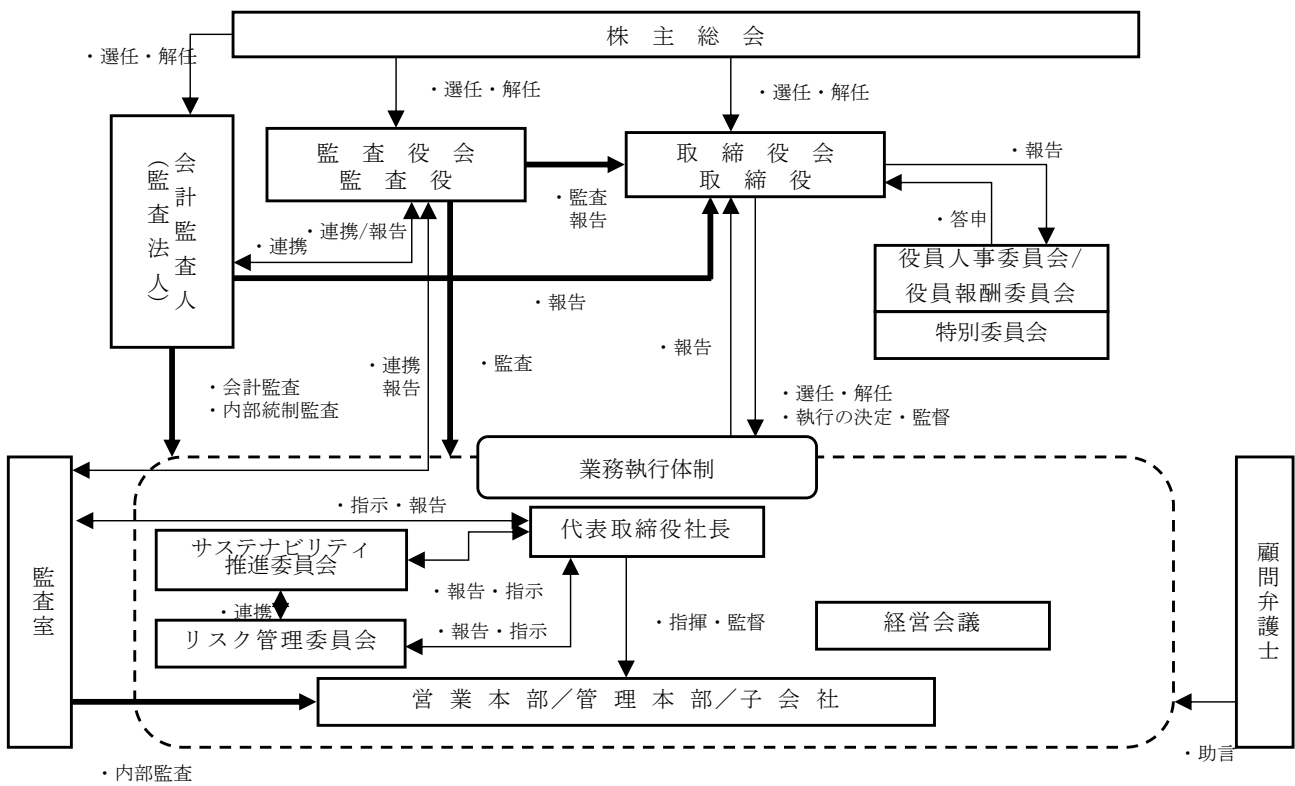 株主総会
・選任・解任
・選任・解任
・選任・解任
会計監査人
（監査法人）
監査役会
監査役
取締役会
取締役
・報告
・監査
報告
・答申
・連携/報告
・連携
役員人事委員会/
役員報酬委員会
特別委員会
・報告
・報告
・連携
報告
・監査
・会計監査
・内部統制監査
・選任・解任
・執行の決定・監督
業務執行体制
・指示・報告
代表取締役社長
サステナビリティ
推進委員会
・報告・指示
・連携
リスク管理委員会
・報告・指示
・指揮・監督
経営会議
監査室
顧問弁護士
営業本部／管理本部／子会社
・助言
・内部監査